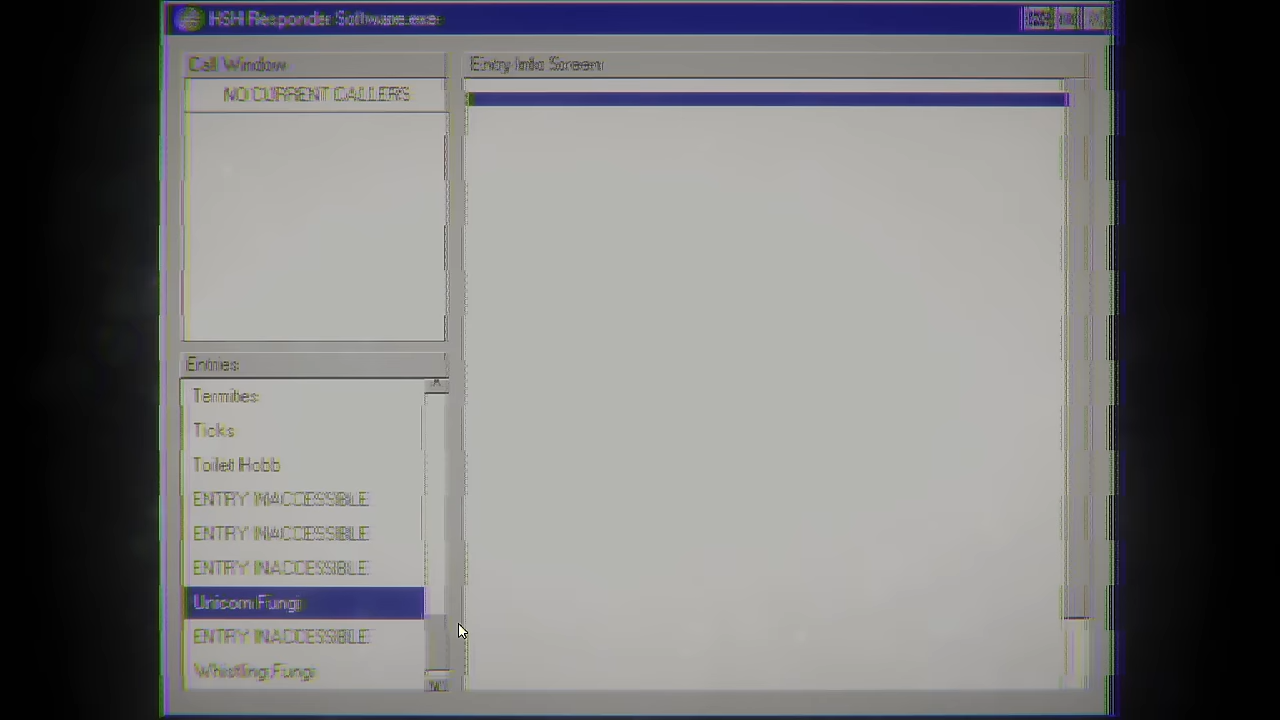 HSH Responder Software.exe
Call Window
NO CURRENT CALLERS
Entry Info Screen
Entries
Termites
Ticks
Toilet Hobb
ENTRY INACCESSIBLE
ENTRY INACCESSIBLE
ENTRY INACCESSIBLE
Unicorn Fungi
ENTRY INACCESSIBLE
Whistling Fungi